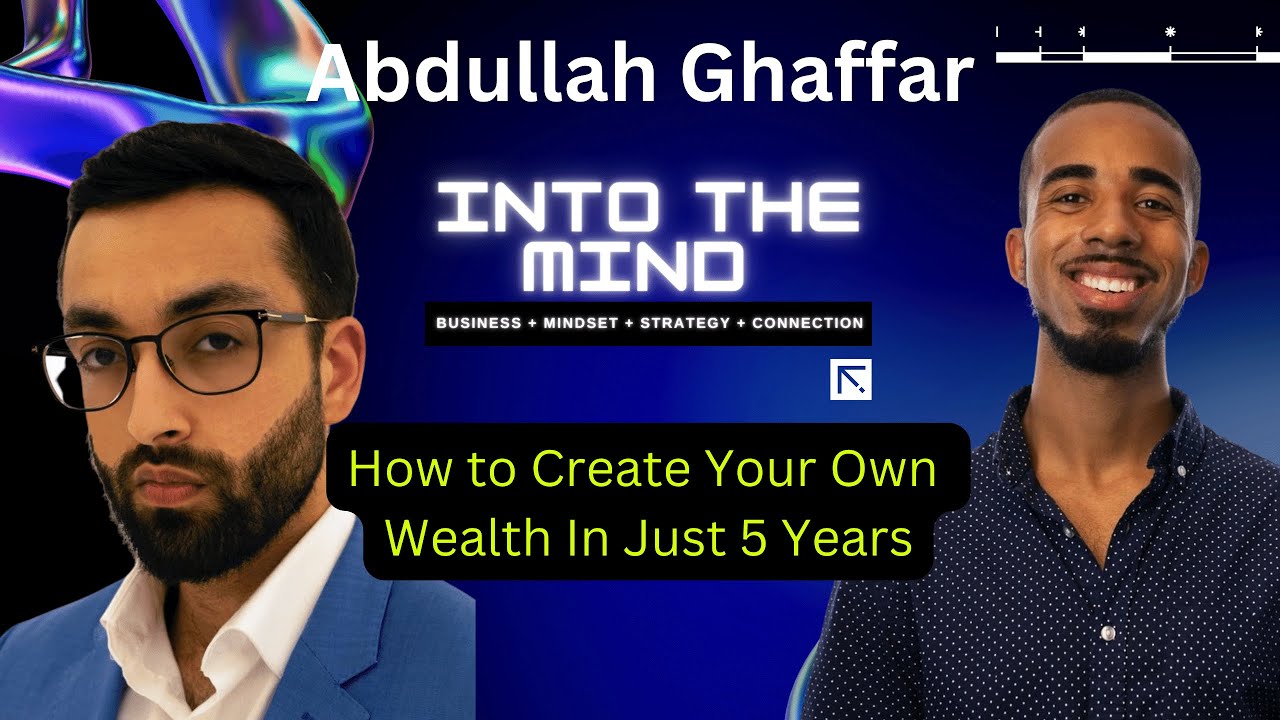 Abdullah Ghaffar
INTO THE
MIND
BUSINESS + MINDSET + STRATEGY + CONNECTION
How to Create Your Own
Wealth In Just 5 Years